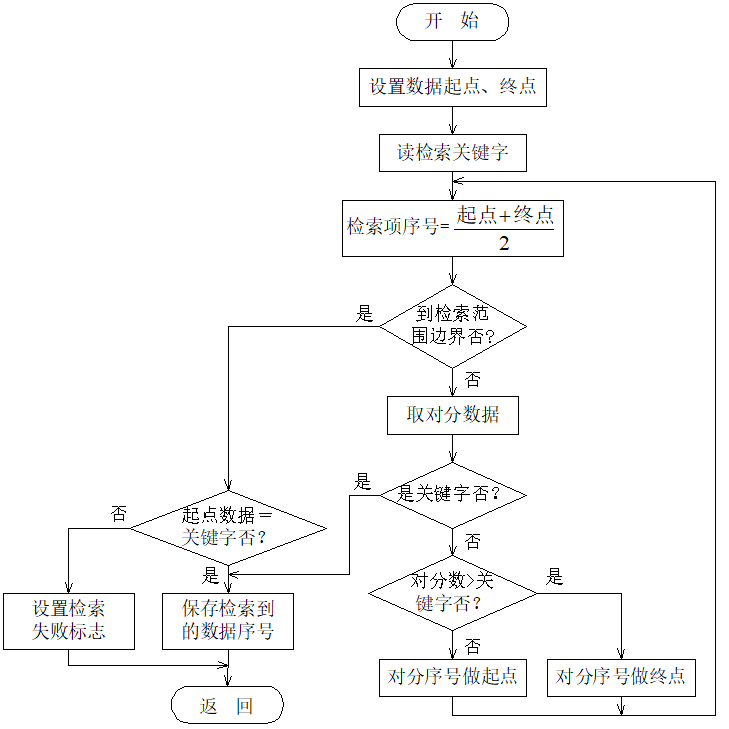 开 始
设置数据起点、终点
读检索关键字
检索项序号=起点+终点
2
是
到检索范
围边界否?
否
取对分数据
是
是关键字否?
否
起点数据=
关键字否?
否
是
对分数>关
键字否?
是
设置检索
失败标志
保存检索到
的数据序号
否
对分序号做起点
对分序号做终点
返 回